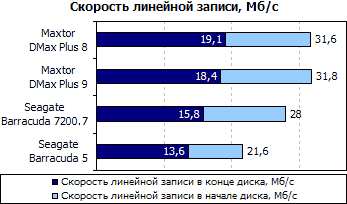 Скорость линейной записи, Мб/с
Maxtor
DMax Plus 8
19,1
31,6
Maxtor
DMax Plus 9
18,4
31,8
Seagate
Barracuda 7200.7
15,8
28
Seagate
Barracuda 5
13,6
21,6
Скорость линейной записи в конце диска, Мб/с
Скорость линейной записи в начале диска, Мб/с